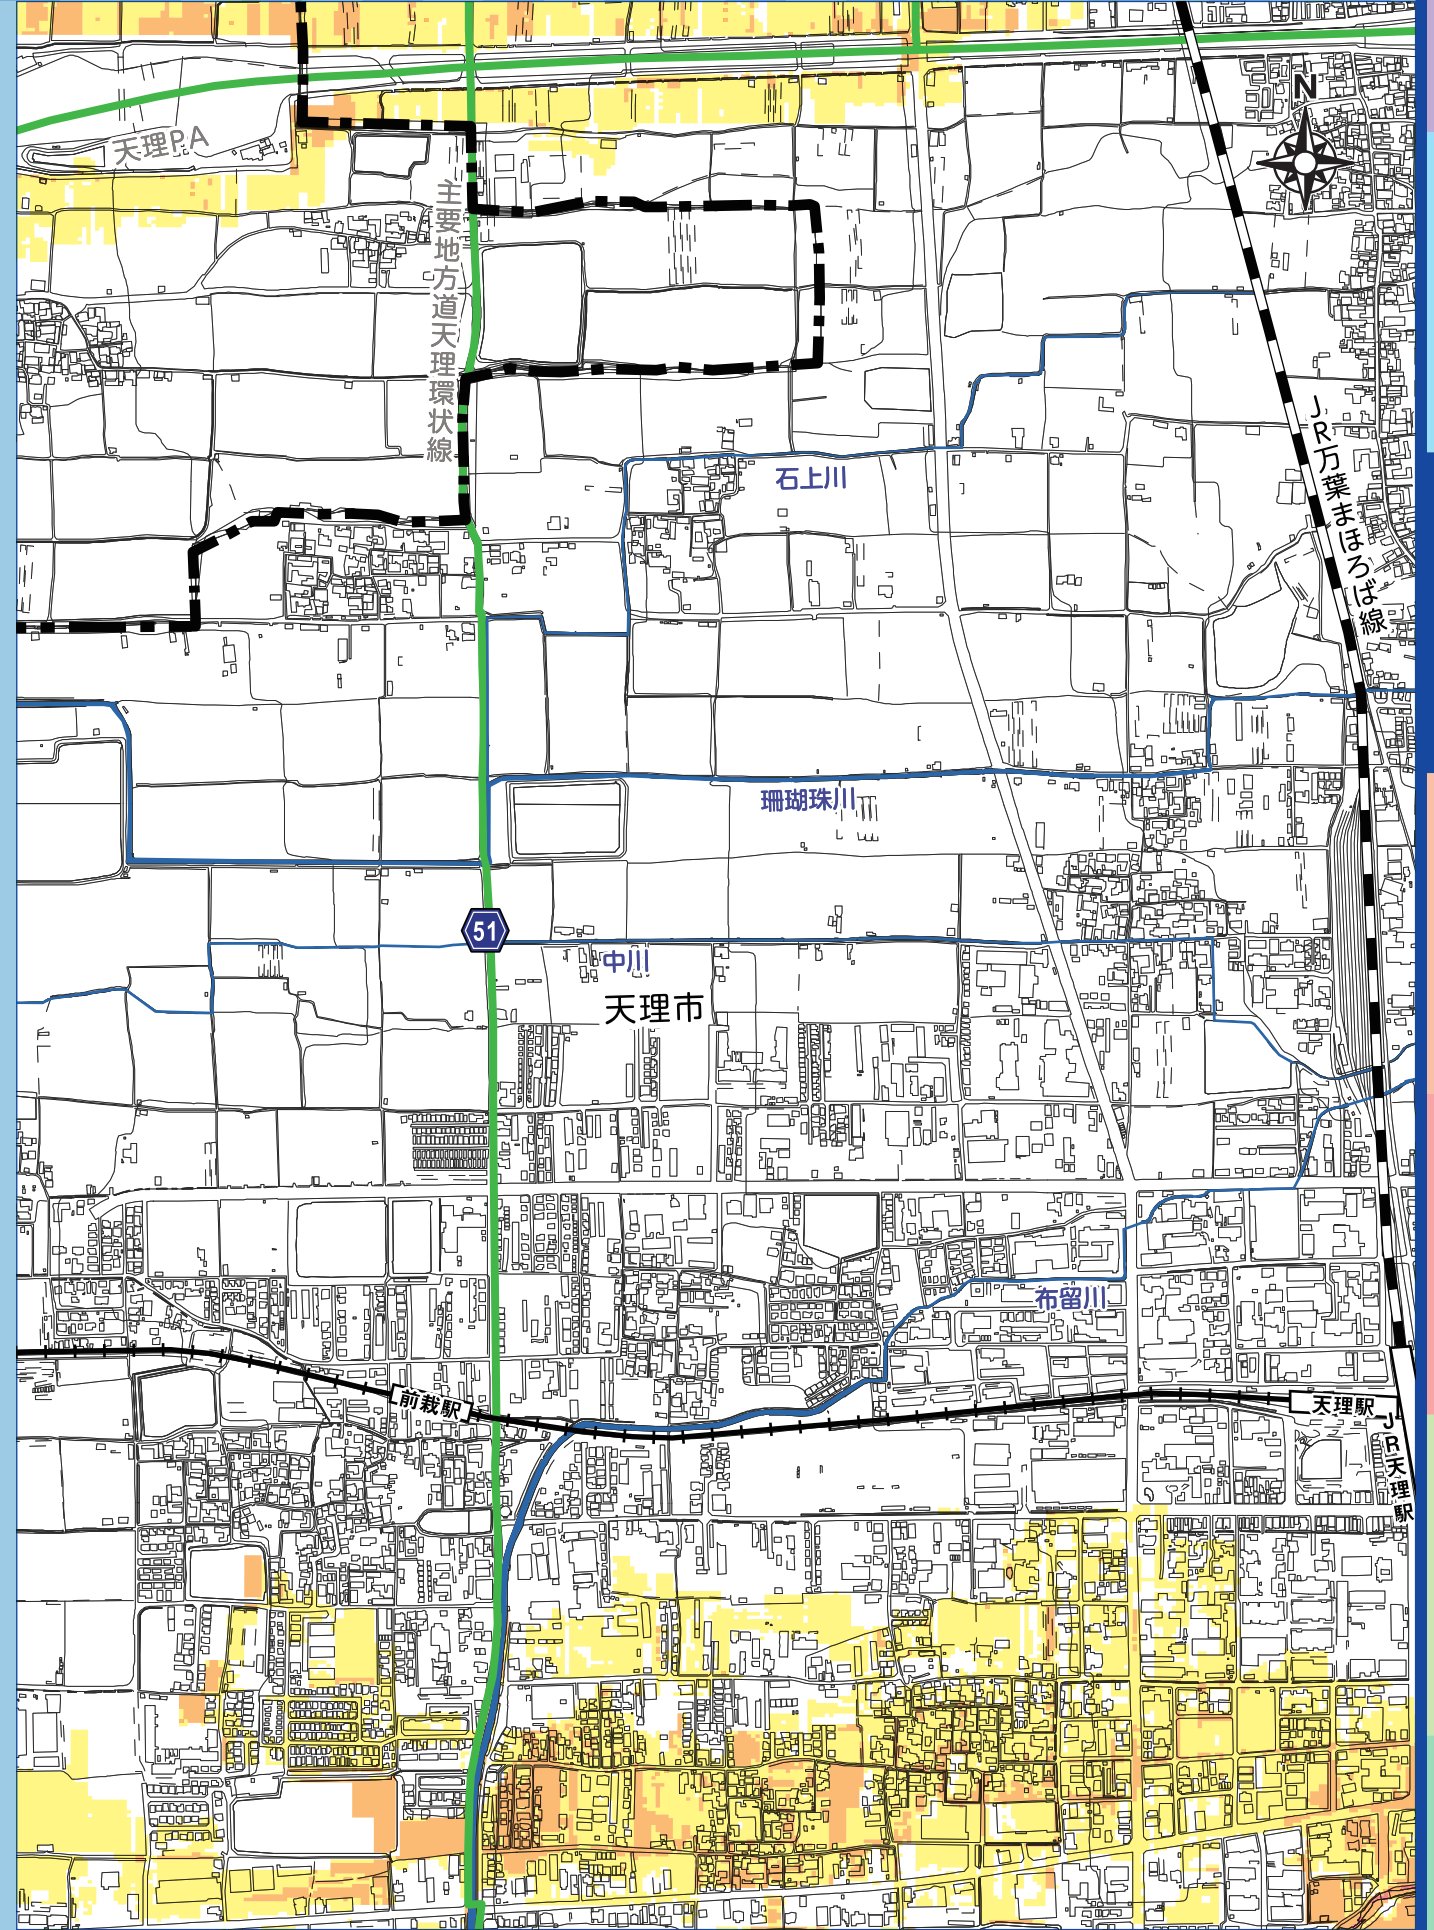 N
天理PA
主要地方道天理環状線
JR万葉まほろば線
石上川
珊瑚珠川
51
中川
天理市
布留川
前栽駅
天理駅
JR天理駅